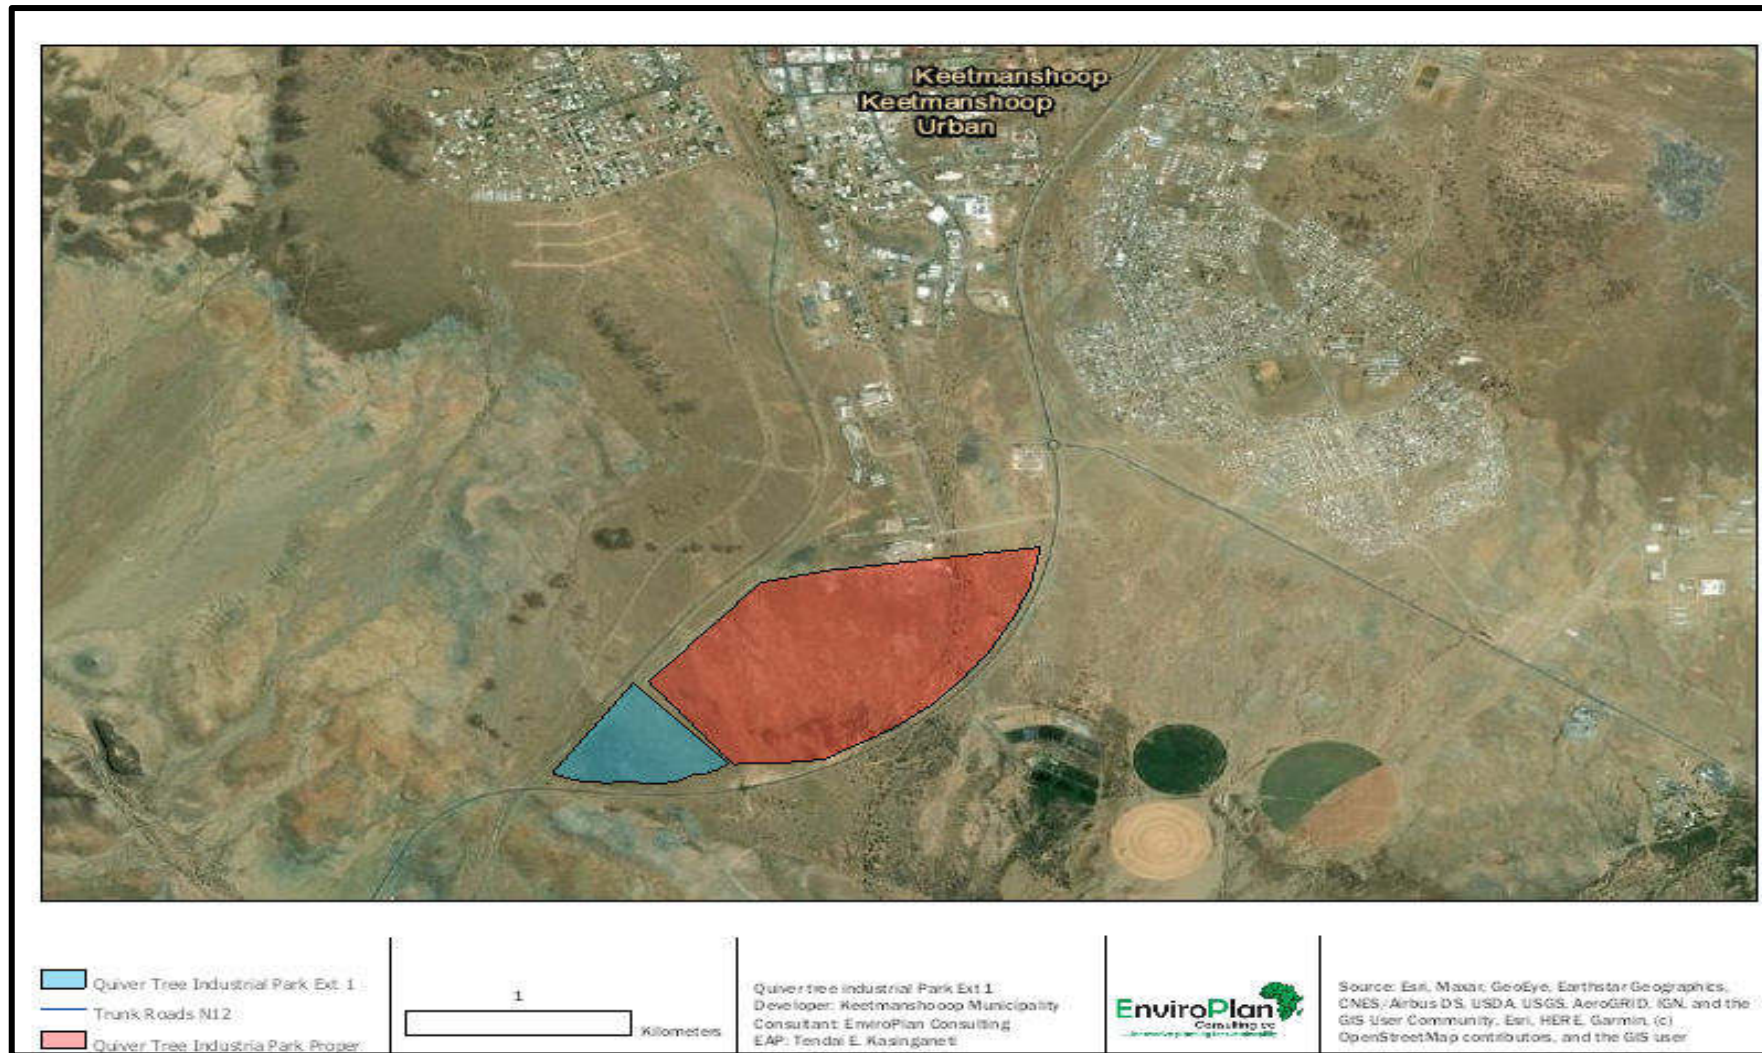 Keetmanshoop
Keetmanshoop
Urban
Quiver Tree Industrial Park Ext 1
Trunk Roads N12
Quiver Tree Industria Park Proper
1
Kilometers
Quiver tree industrial Park Ext 1
Developer: Keetmanshooop Municipality
Consultant: EnviroPlan Consulting
EAP: Tendai E. Kasinganeti
EnviroPlan
Consulting cc
Source: Esri, Maxar, GeoEye, Earthstar Geographics,
CNES/Airbus DS, USDA, USGS, AeroGRID, IGN, and the
GIS User Community, Esri, HERE, Garmin, (c)
OpenStreetMap contributors, and the GIS user